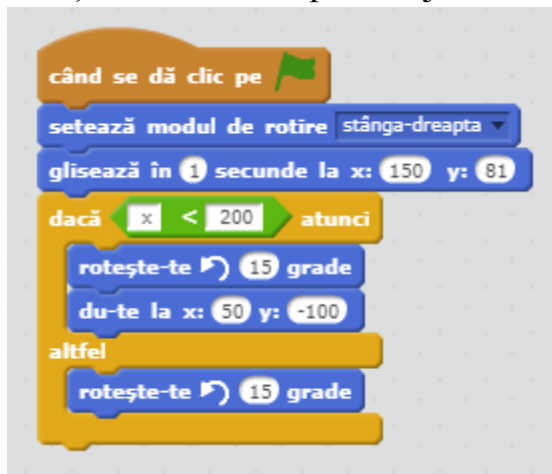 când se dă clic pe
setează modul de rotire stânga-dreapta
glisează în 1 secunde la x: 150 y: 81
dacă x < 200 atunci
rotește-te 15 grade
du-te la x: 50 y: -100
altfel
rotește-te 15 grade